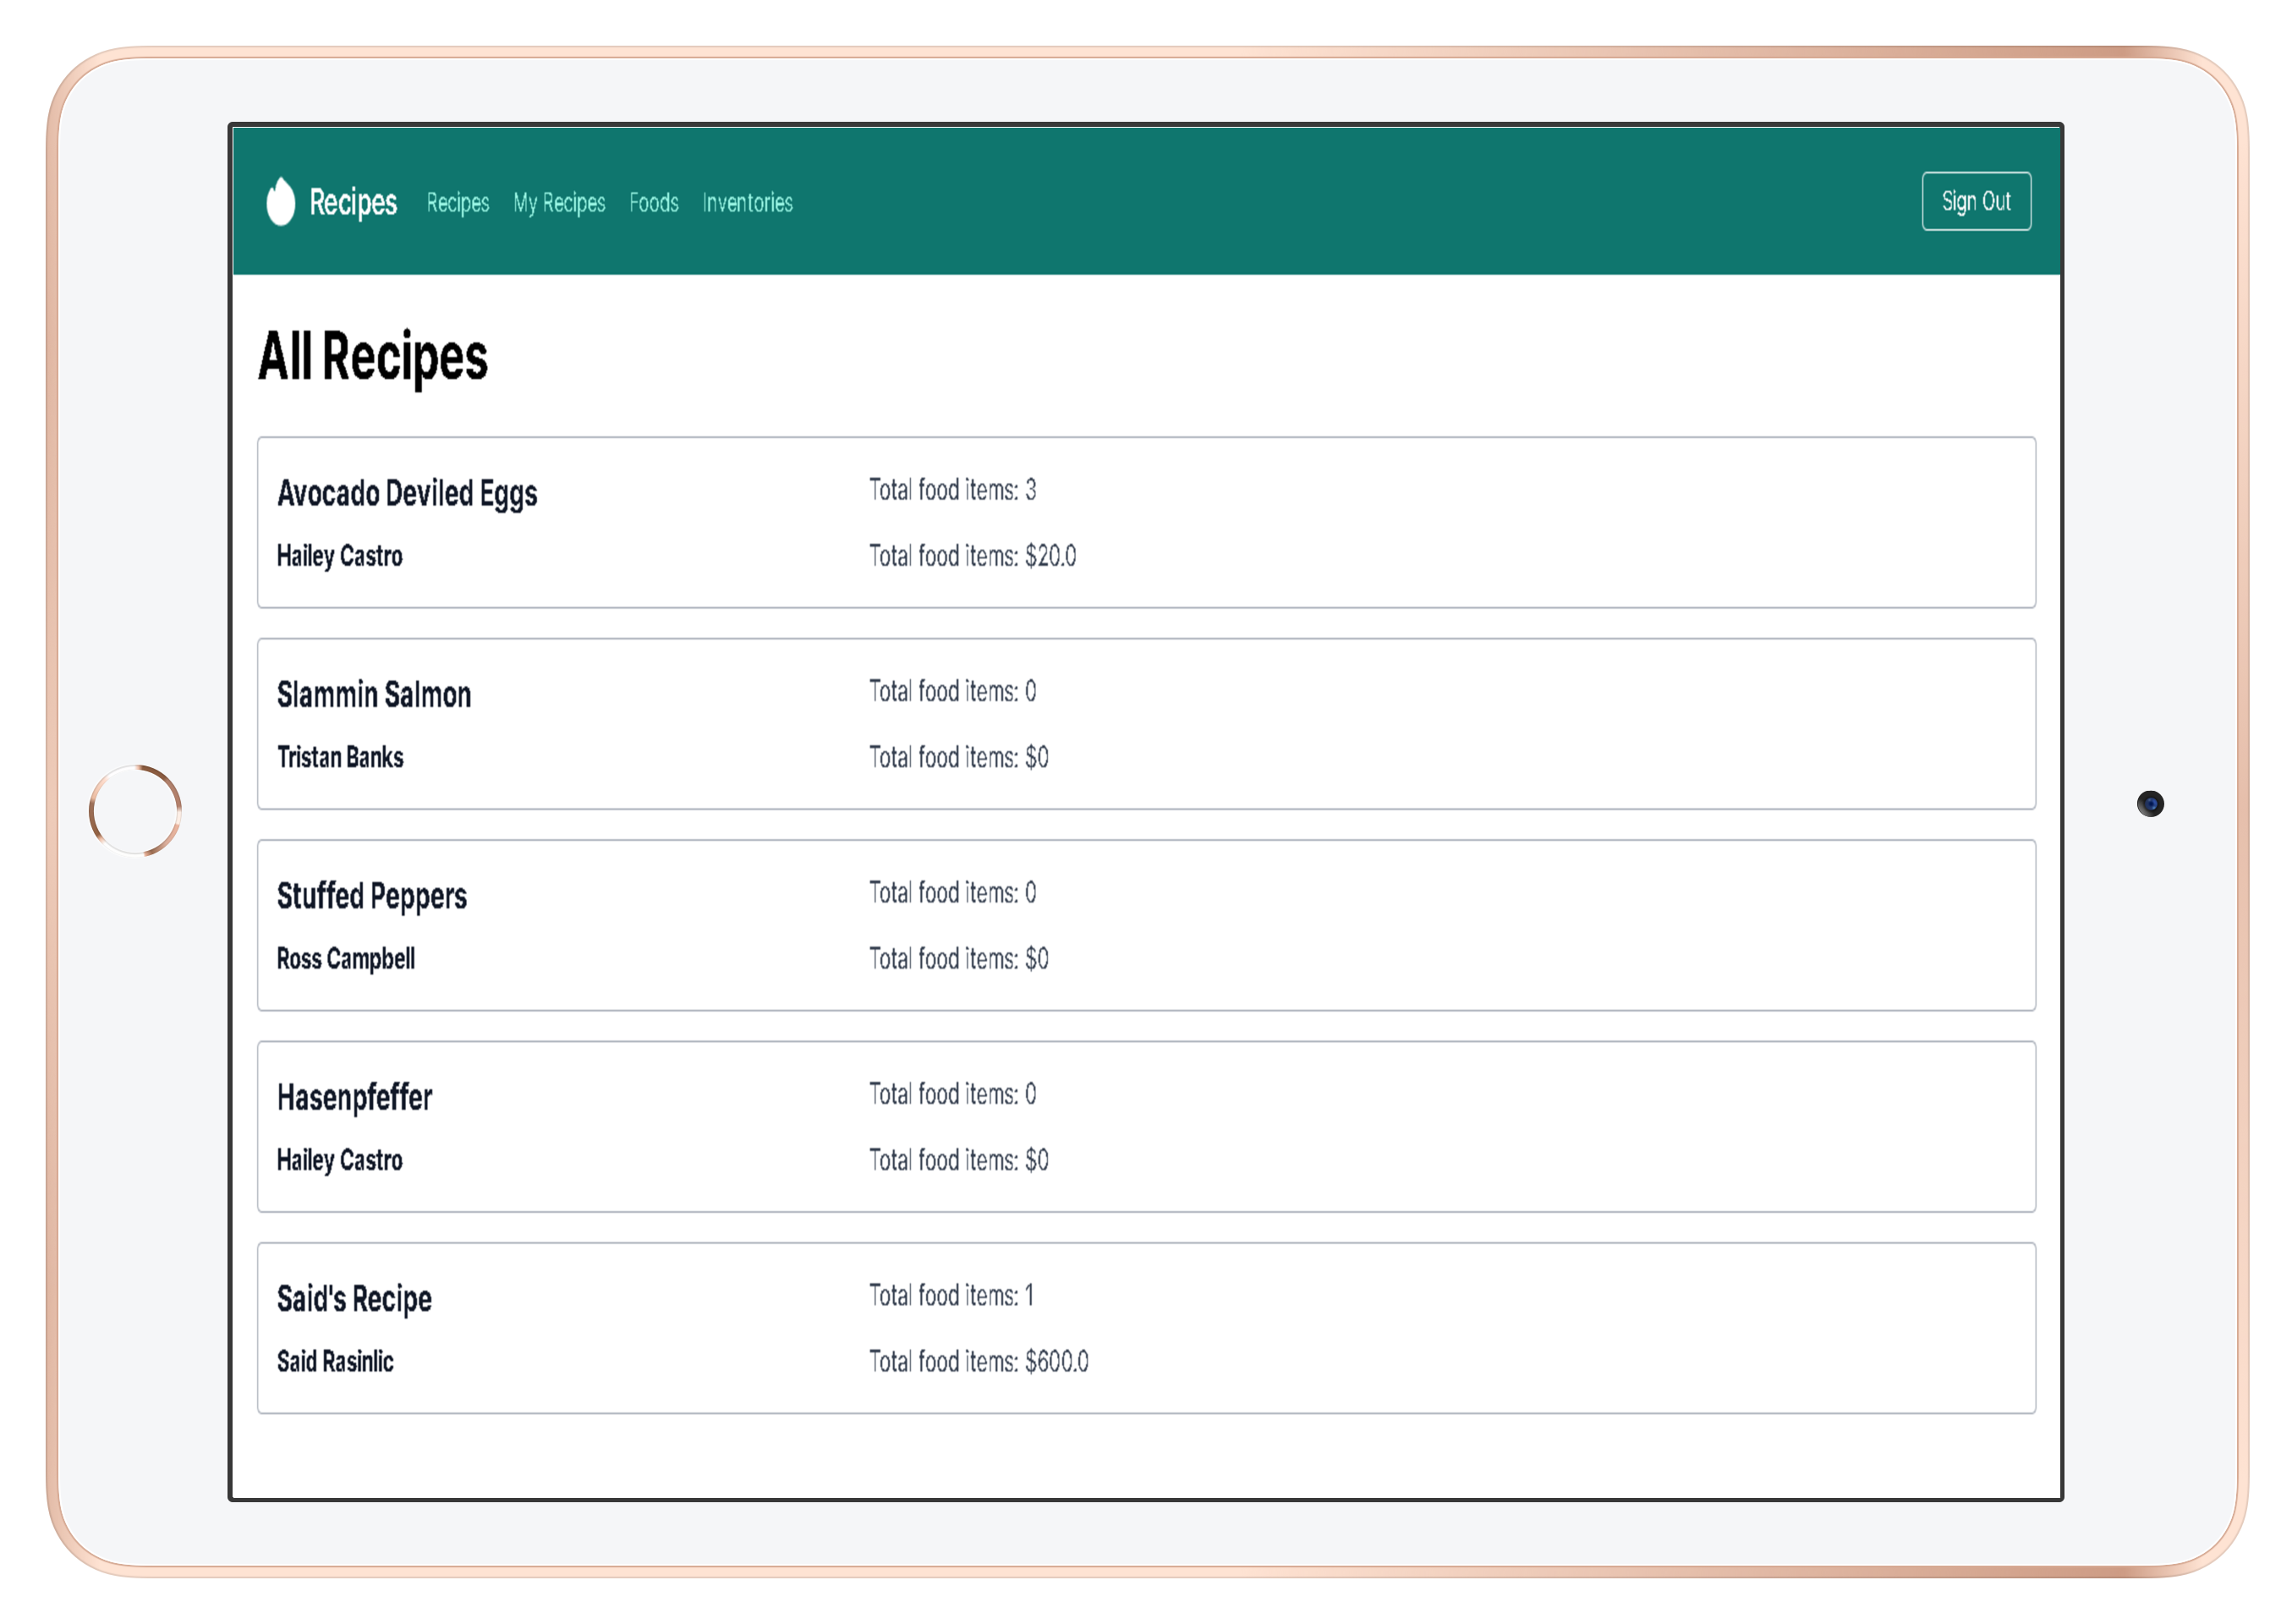 Recipes Recipes My Recipes Foods Inventories Sign Out
All Recipes
Avocado Deviled Eggs Total food items: 3
Hailey Castro Total food items: $20.0
Slammin Salmon Total food items: 0
Tristan Banks Total food items: $0
Stuffed Peppers Total food items: 0
Ross Campbell Total food items: $0
Hasenpfeffer Total food items: 0
Hailey Castro Total food items: $0
Said's Recipe Total food items: 1
Said Rasinlic Total food items: $600.0